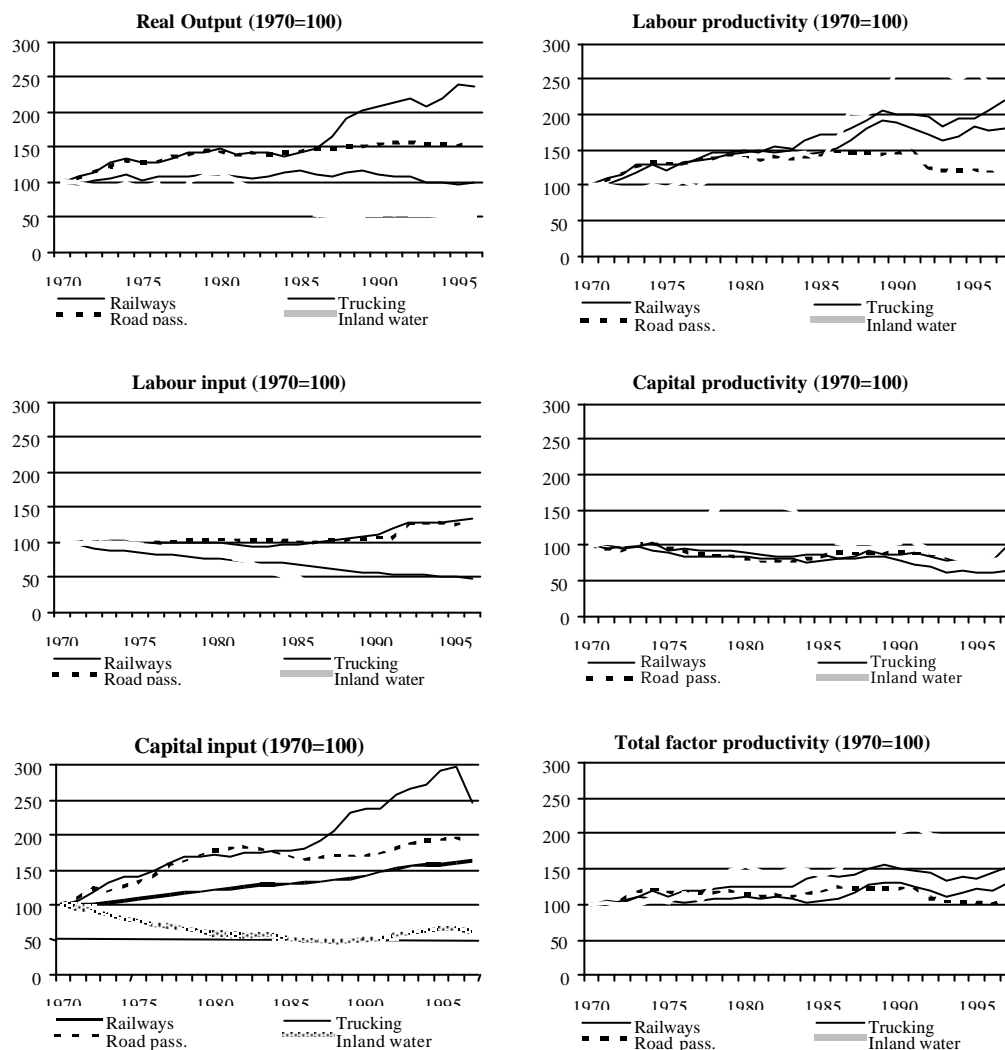 Real Output (1970=100)
300
250
200
150
100
50
0
1970 1975 1980 1985 1990 1995
Railways Trucking
Road pass. Inland water
Labour productivity (1970=100)
300
250
200
150
100
50
0
1970 1975 1980 1985 1990 1995
Railways Trucking
Road pass. Inland water
Labour input (1970=100)
300
250
200
150
100
50
0
1970 1975 1980 1985 1990 1995
Railways Trucking
Road pass. Inland water
Capital productivity (1970=100)
300
250
200
150
100
50
0
1970 1975 1980 1985 1990 1995
Railways Trucking
Road pass. Inland water
Capital input (1970=100)
300
250
200
150
100
50
0
1970 1975 1980 1985 1990 1995
Railways Trucking
Road pass. Inland water
Total factor productivity (1970=100)
300
250
200
150
100
50
0
1970 1975 1980 1985 1990 1995
Railways Trucking
Road pass. Inland water